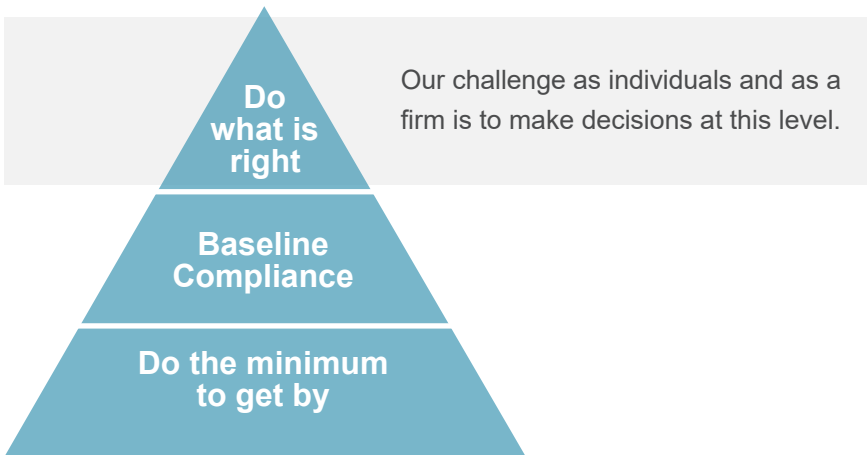 Do
what is
right
Our challenge as individuals and as a
firm is to make decisions at this level.
Baseline
Compliance
Do the minimum
to get by